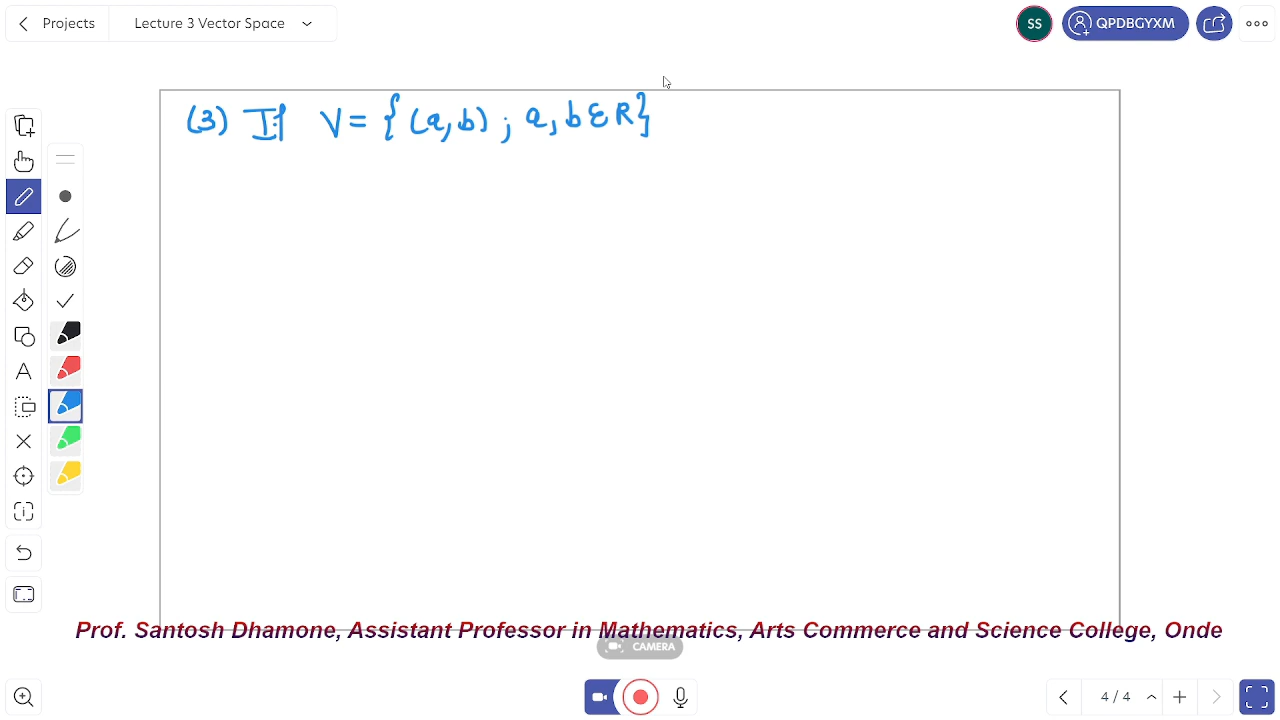 Projects
Lecture 3 Vector Space
SS
QPDBGYXM
(3) If V = { (a, b) ; a, b ∈ R }
Prof. Santosh Dhamone, Assistant Professor in Mathematics, Arts Commerce and Science College, Onde
CAMERA
4 / 4